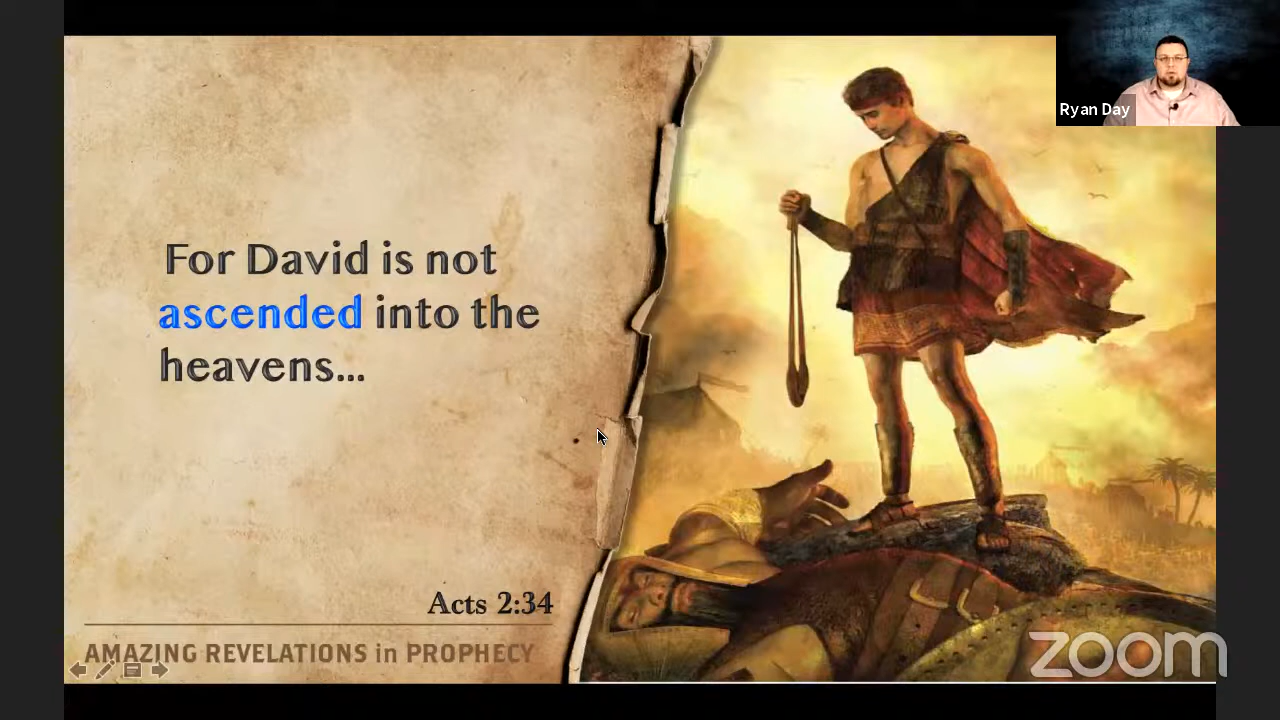 For David is not
ascended into the
heavens...
Acts 2:34
AMAZING REVELATIONS in PROPHECY
Ryan Day
zoom